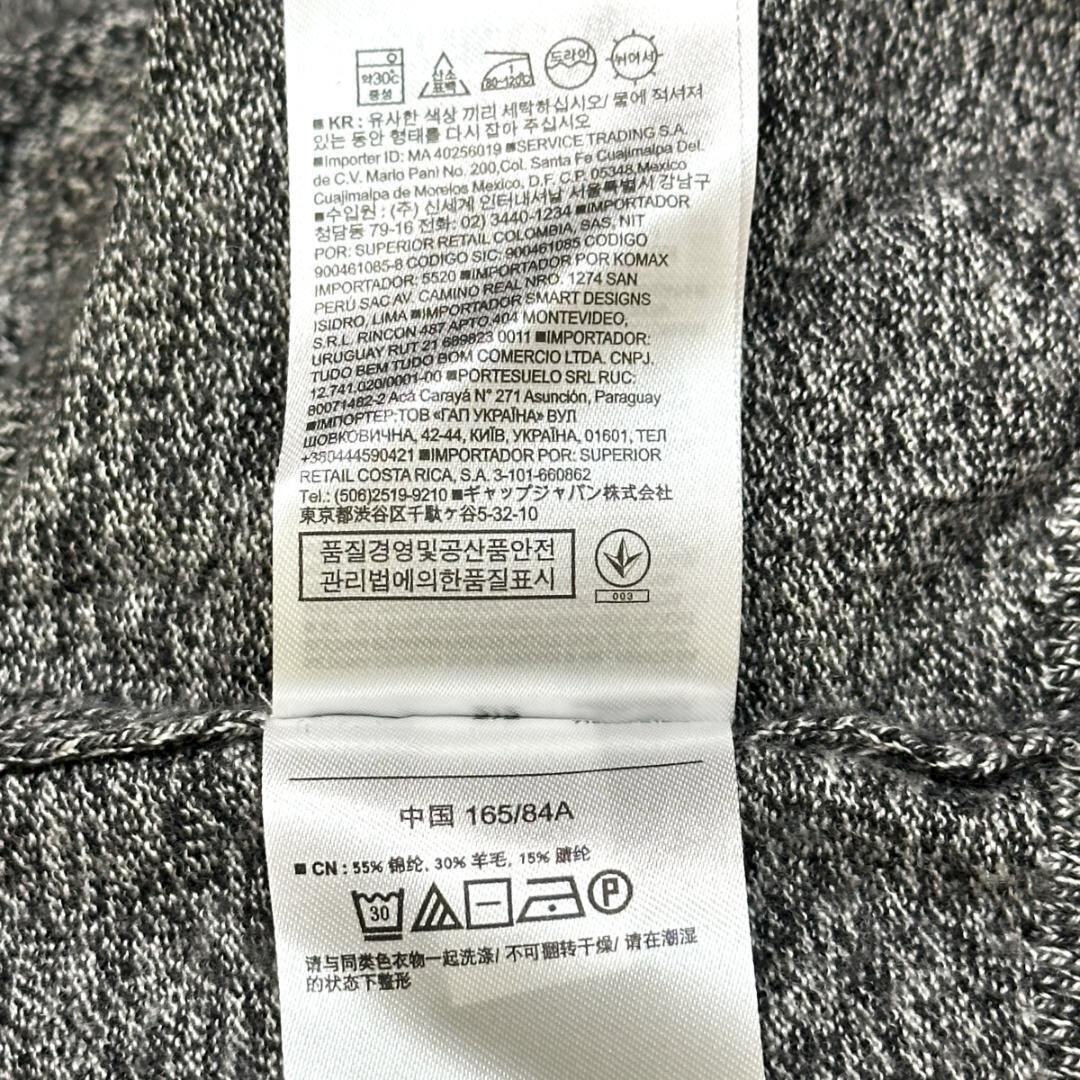 약30℃ 중성 산소 표백 80~120℃ 드라이 뉘어서
■ KR : 유사한 색상 끼리 세탁하십시오/ 물에 적셔져
있는 동안 형태를 다시 잡아 주십시오
■Importer ID: MA 40256019 ■SERVICE TRADING S.A.
de C.V. Mario Pani No. 200,Col. Santa Fe Cuajimalpa Del.
Cuajimalpa de Morelos Mexico, D.F. C.P. 05348 Mexico
■수입원 : (주) 신세계 인터내셔날 서울특별시 강남구
청담동 79-16 전화: 02) 3440-1234 ■IMPORTADOR
POR: SUPERIOR RETAIL COLOMBIA, SAS, NIT
900461085-8 CODIGO SIC: 900461085 CODIGO
IMPORTADOR: 5520 ■IMPORTADOR POR KOMAX
PERÚ SAC AV. CAMINO REAL NRO. 1274 SAN
ISIDRO, LIMA ■IMPORTADOR SMART DESIGNS
S.R.L. RINCON 487 APTO.404 MONTEVIDEO,
URUGUAY RUT 21 689823 0011 ■IMPORTADOR:
TUDO BEM TUDO BOM COMERCIO LTDA. CNPJ.
12.741.020/0001-00 ■PORTESUELO SRL RUC:
80071482-2 Acá Carayá N° 271 Asunción, Paraguay
■ІМПОРТЕР:ТОВ «ГАП УКРАЇНА» ВУЛ
ШОВКОВИЧНА, 42-44, КИЇВ, УКРАЇНА, 01601, ТЕЛ
+380444590421 ■IMPORTADOR POR: SUPERIOR
RETAIL COSTA RICA, S.A. 3-101-660862
Tel.: (506)2519-9210 ■ギャップジャパン株式会社
東京都渋谷区千駄ヶ谷5-32-10
품질경영및공산품안전
관리법에의한품질표시
003
中国 165/84A
■ CN : 55% 锦纶, 30% 羊毛, 15% 腈纶
30 P
请与同类色衣物一起洗涤/ 不可翻转干燥/ 请在潮湿
的状态下整形